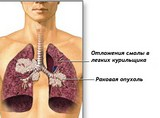 Отложения смолы в
легких курильщика
Раковая опухоль